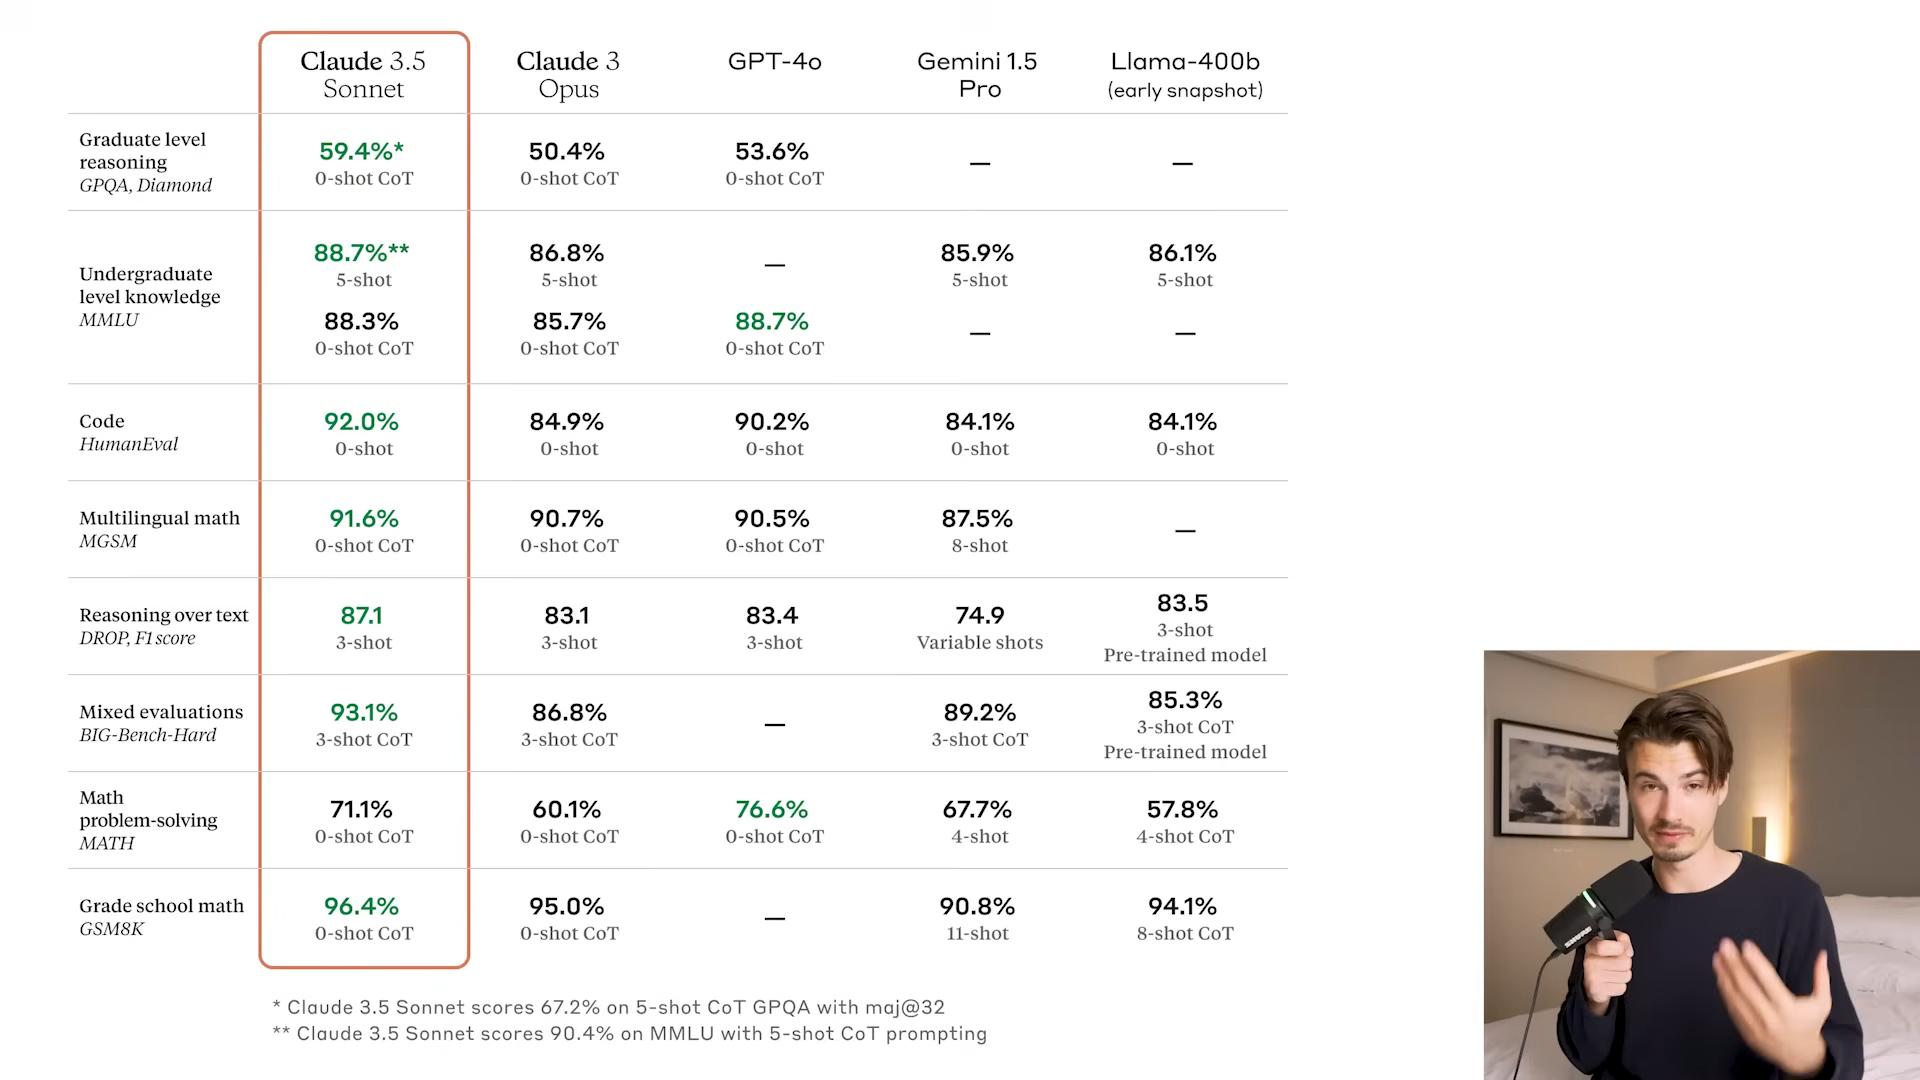 Claude 3.5
Sonnet
Claude 3
Opus
GPT-4o
Gemini 1.5
Pro
Llama-400b
(early snapshot)
Graduate level
reasoning
GPQA, Diamond
59.4%*
0-shot CoT
50.4%
0-shot CoT
53.6%
0-shot CoT
—
—
Undergraduate
level knowledge
MMLU
88.7%**
5-shot
86.8%
5-shot
—
85.9%
5-shot
86.1%
5-shot
88.3%
0-shot CoT
85.7%
0-shot CoT
88.7%
0-shot CoT
—
—
Code
HumanEval
92.0%
0-shot
84.9%
0-shot
90.2%
0-shot
84.1%
0-shot
84.1%
0-shot
Multilingual math
MGSM
91.6%
0-shot CoT
90.7%
0-shot CoT
90.5%
0-shot CoT
87.5%
8-shot
—
Reasoning over text
DROP, F1 score
87.1
3-shot
83.1
3-shot
83.4
3-shot
74.9
Variable shots
83.5
3-shot
Pre-trained model
Mixed evaluations
BIG-Bench-Hard
93.1%
3-shot CoT
86.8%
3-shot CoT
—
89.2%
3-shot CoT
85.3%
3-shot CoT
Pre-trained model
Math
problem-solving
MATH
71.1%
0-shot CoT
60.1%
0-shot CoT
76.6%
0-shot CoT
67.7%
4-shot
57.8%
4-shot CoT
Grade school math
GSM8K
96.4%
0-shot CoT
95.0%
0-shot CoT
—
90.8%
11-shot
94.1%
8-shot CoT
* Claude 3.5 Sonnet scores 67.2% on 5-shot CoT GPQA with maj@32
** Claude 3.5 Sonnet scores 90.4% on MMLU with 5-shot CoT prompting
SHURE